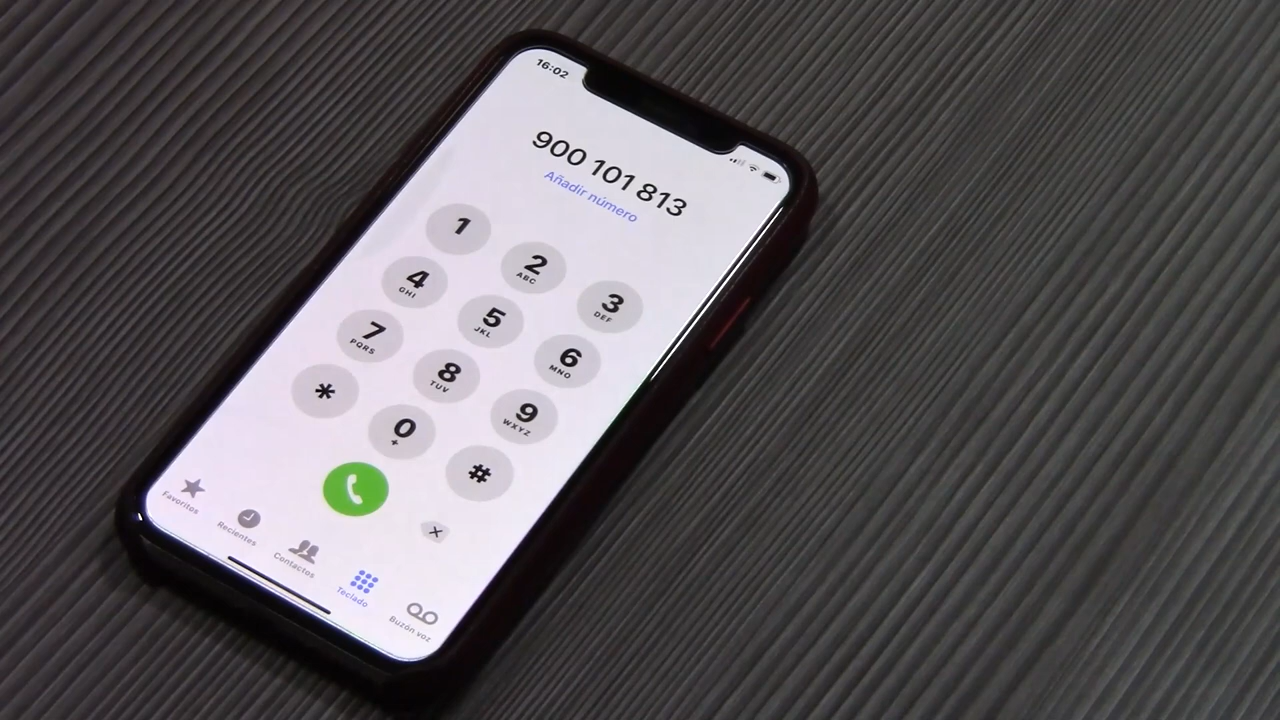 16:02
900 101 813
Añadir número
1
2
ABC
3
DEF
4
GHI
5
JKL
6
MNO
7
PQRS
8
TUV
9
WXYZ
*
0
+
#
Favoritos
Recientes
Contactos
Teclado
Buzón voz